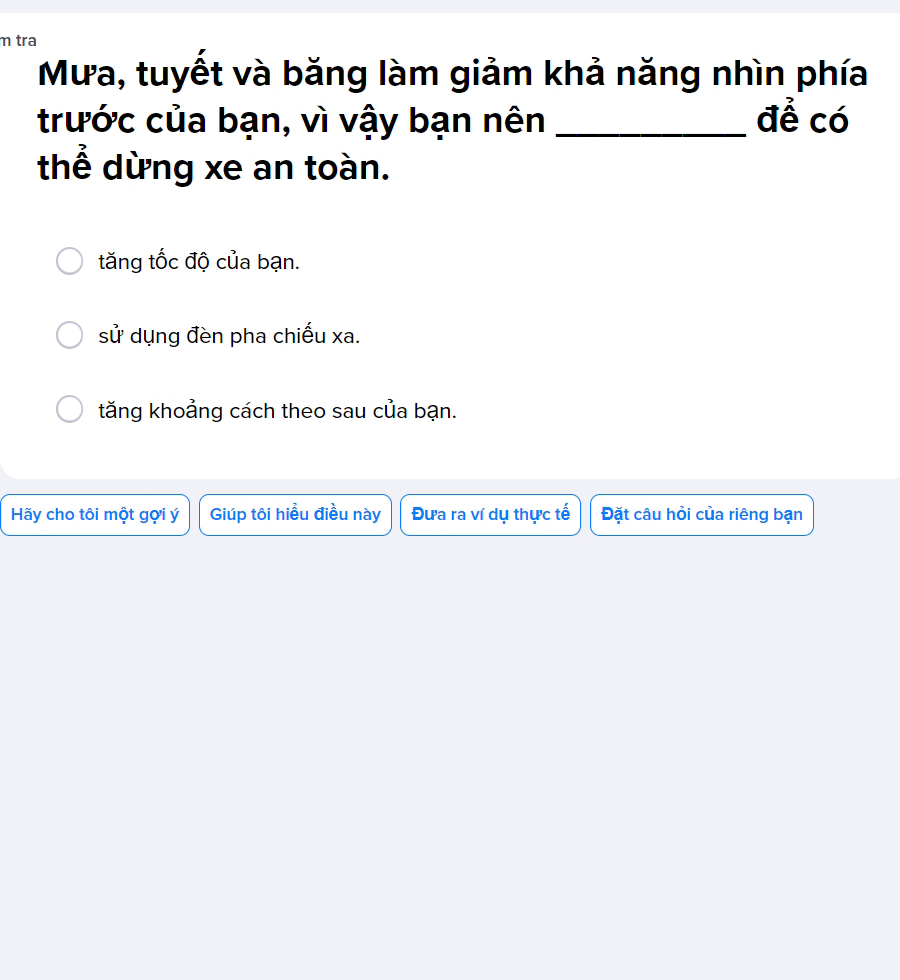 m tra
Mưa, tuyết và băng làm giảm khả năng nhìn phía
trước của bạn, vì vậy bạn nên __________ để có
thể dừng xe an toàn.
tăng tốc độ của bạn.
sử dụng đèn pha chiếu xa.
tăng khoảng cách theo sau của bạn.
Hãy cho tôi một gợi ý
Giúp tôi hiểu điều này
Đưa ra ví dụ thực tế
Đặt câu hỏi của riêng bạn